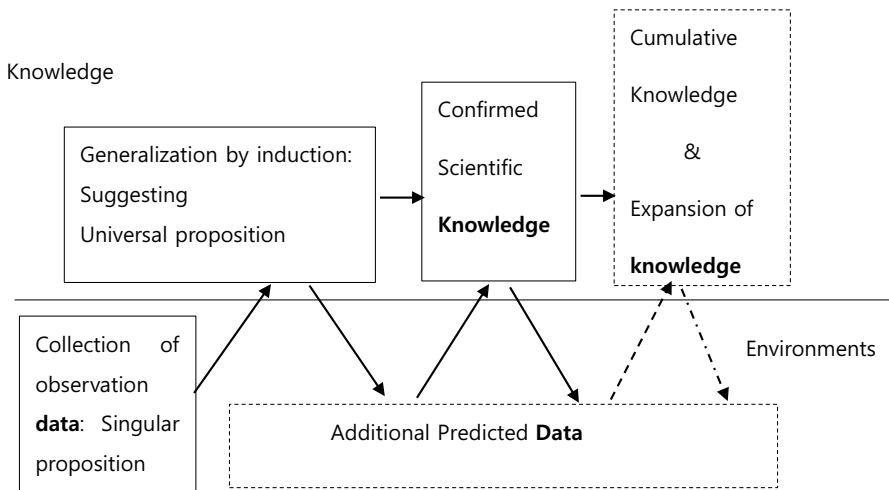 Knowledge
Generalization by induction:
Suggesting
Universal proposition
Confirmed
Scientific
Knowledge
Cumulative
Knowledge
&
Expansion of
knowledge
Collection of
observation
data: Singular
proposition
Environments
Additional Predicted Data